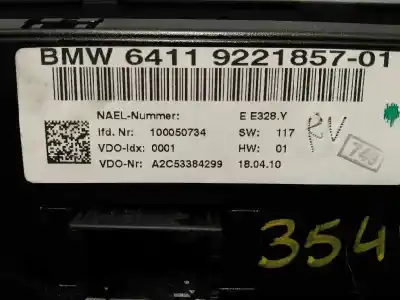 BMW 6411 9221857-01
NAEL-Nummer: E E328.Y
lfd. Nr: 100050734 SW: 117
VDO-Idx: 0001 HW: 01
VDO-Nr: A2C53384299 18.04.10
RV
743
354